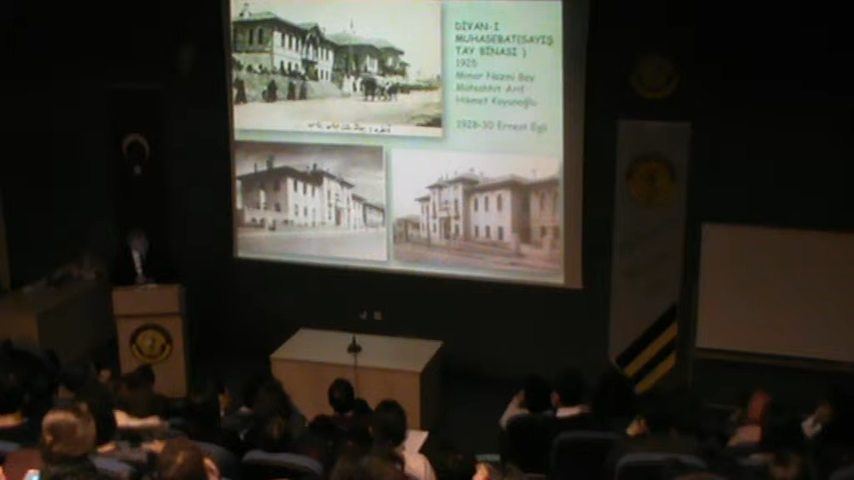 DİVAN-I
MUHASEBAT(SAYIŞ
TAY BİNASI )
1925
Mimar Nazmi Bey
Müteahhit Arif
Hikmet Koyunoğlu
1928-30 Ernest Egli